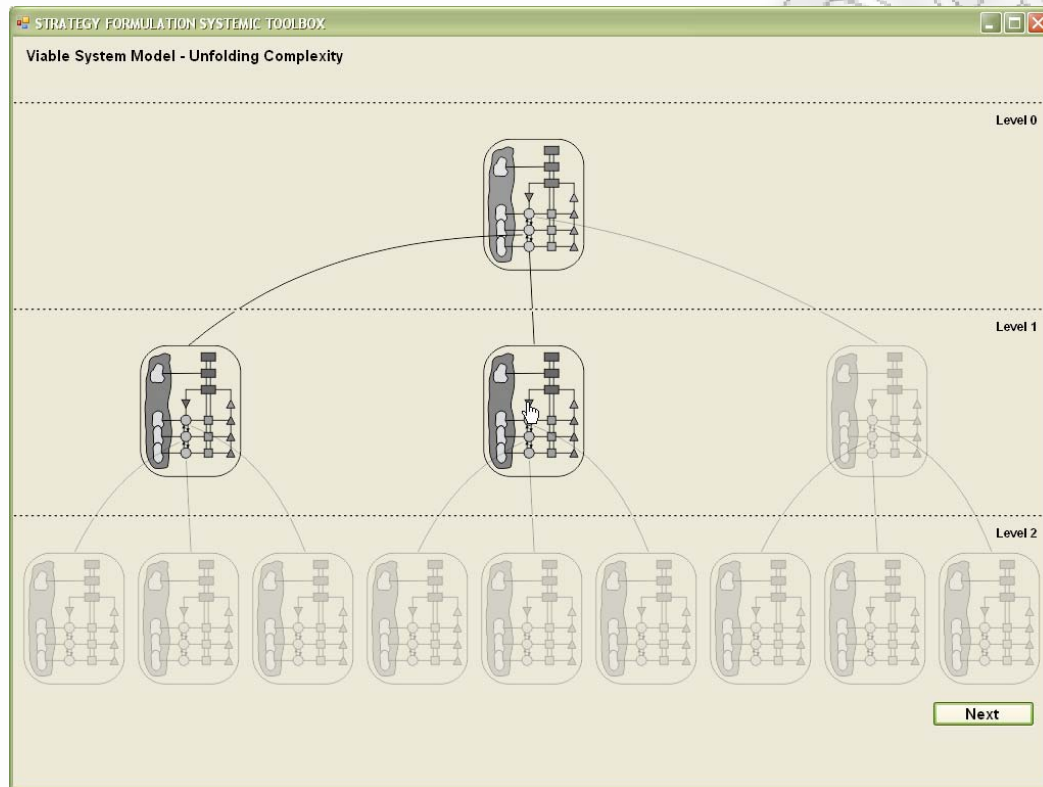 STRATEGY FORMULATION SYSTEMIC TOOLBOX
Viable System Model - Unfolding Complexity
Level 0
Level 1
Level 2
Next